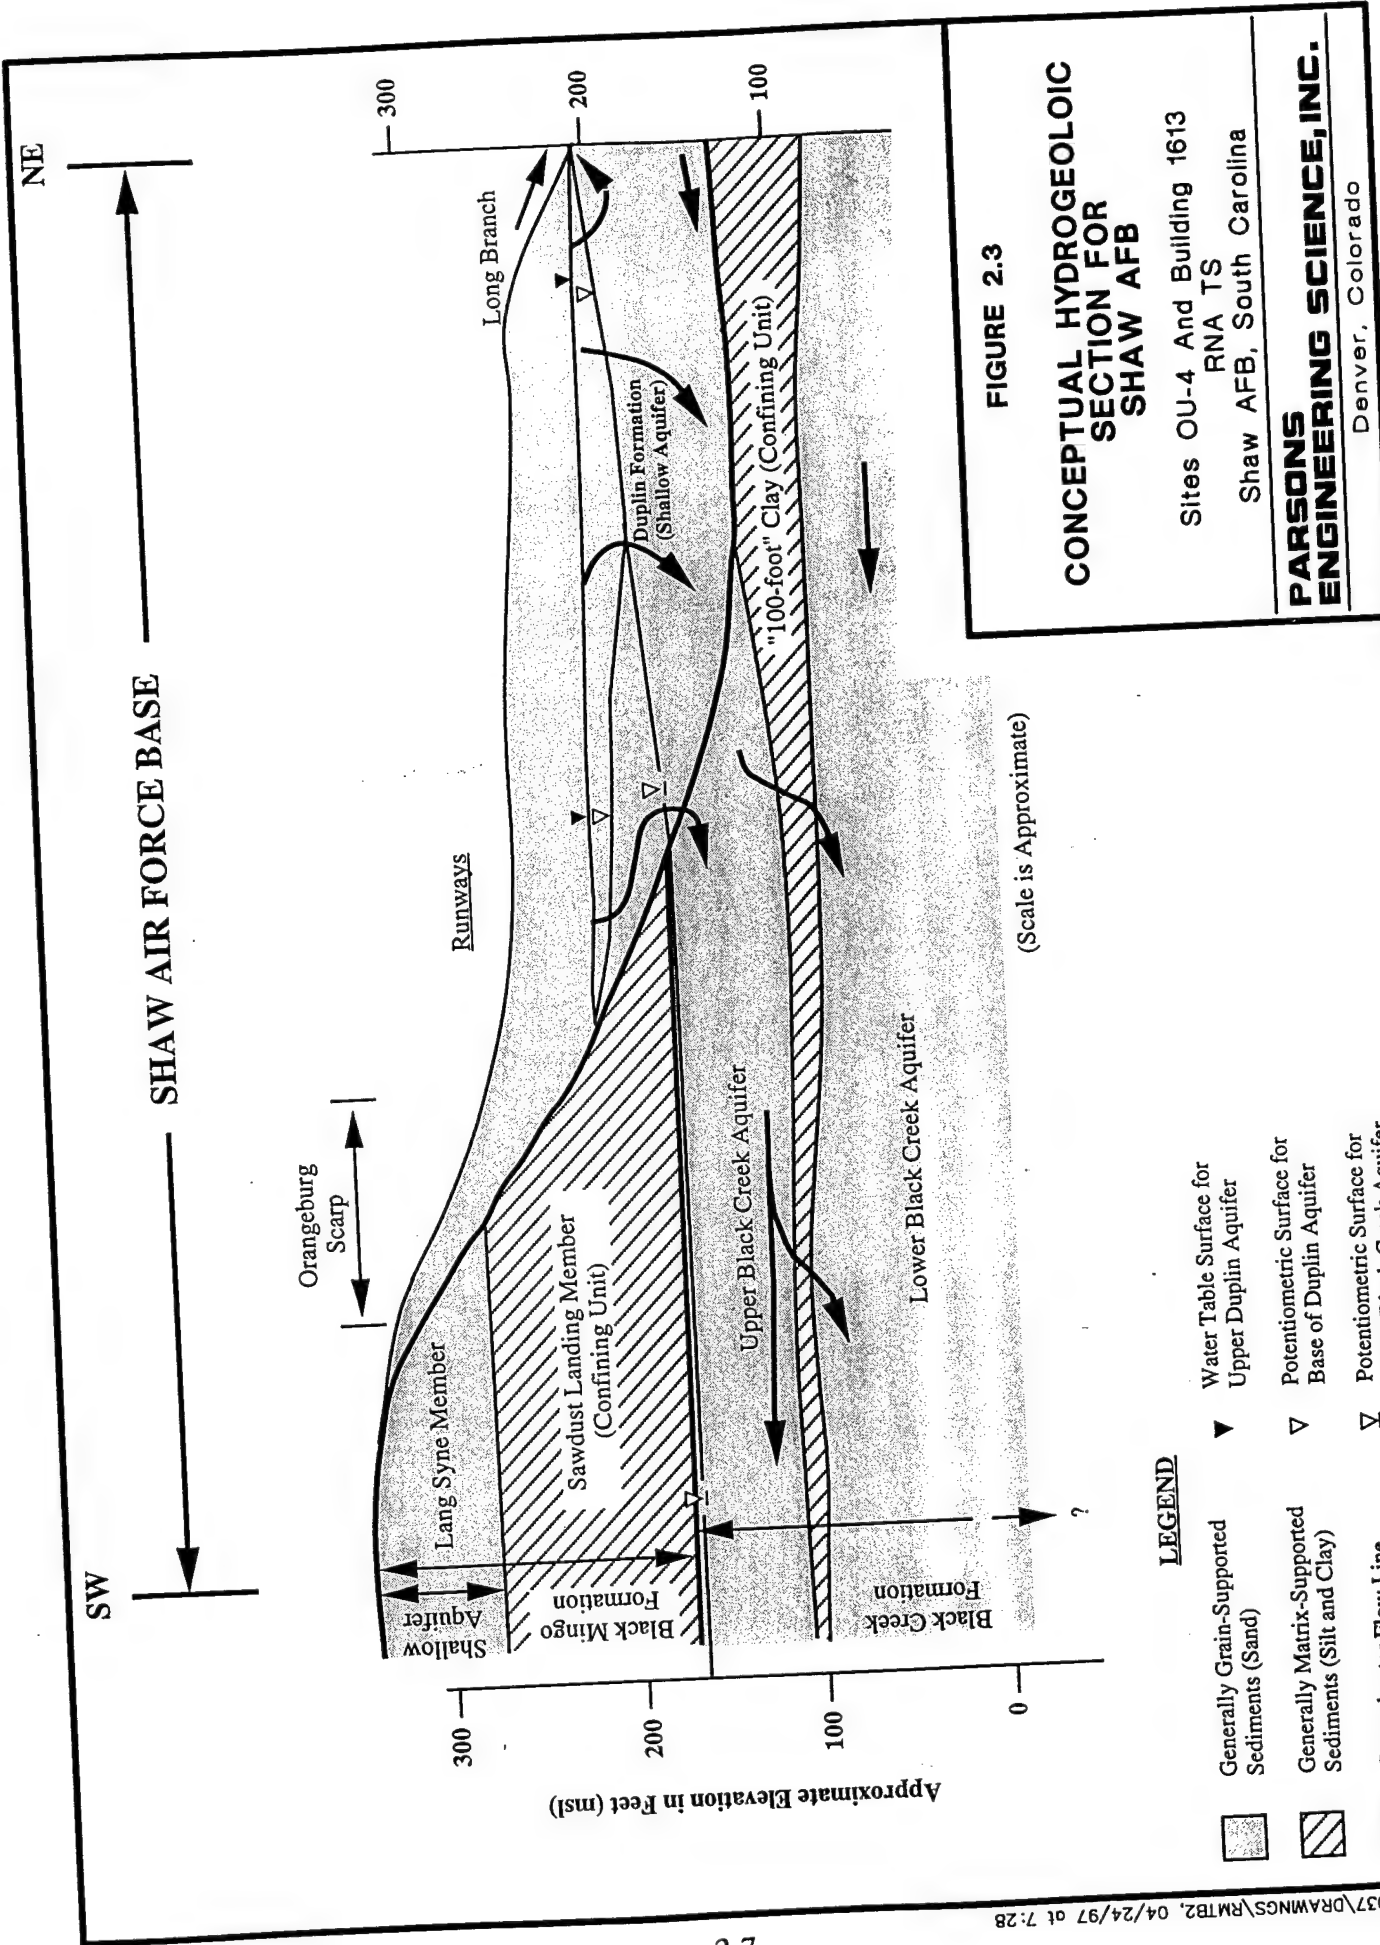 SW
NE
SHAW AIR FORCE BASE
Orangeburg
Scarp
Runways
Long Branch
300
200
100
0
300
200
100
Approximate Elevation in Feet (msl)
Shallow
Aquifer
Black Mingo
Formation
Black Creek
Formation
Lang Syne Member
Sawdust Landing Member
(Confining Unit)
Duplin Formation
(Shallow Aquifer)
"100-foot" Clay (Confining Unit)
Upper Black Creek Aquifer
Lower Black Creek Aquifer
?
(Scale is Approximate)
LEGEND
Generally Grain-Supported
Sediments (Sand)
Generally Matrix-Supported
Sediments (Silt and Clay)
Flow Line
Water Table Surface for
Upper Duplin Aquifer
Potentiometric Surface for
Base of Duplin Aquifer
Potentiometric Surface for
FIGURE 2.3
CONCEPTUAL HYDROGEOLOIC
SECTION FOR
SHAW AFB
Sites OU-4 And Building 1613
RNA TS
Shaw AFB, South Carolina
PARSONS
ENGINEERING SCIENCE, INC.
Denver, Colorado
37\DRAWINGS\RMTB2, 04/24/97 at 7:28